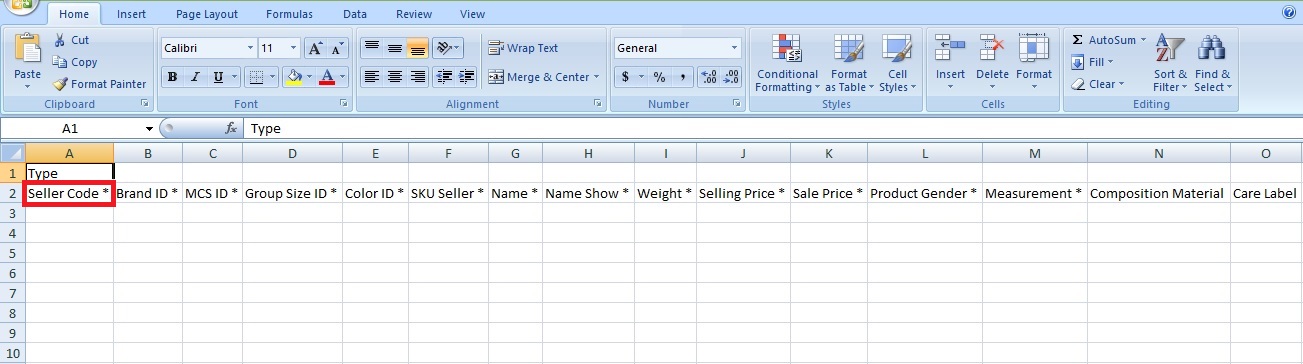 Home Insert Page Layout Formulas Data Review View
Cut
Copy
Format Painter
Paste
Clipboard
Calibri 11 A A
B I U A
Font
Wrap Text
Merge & Center
Alignment
General
$ % , .0 .00 .00 .0
Number
Conditional Formatting
Format as Table
Cell Styles
Styles
Insert Delete Format
Cells
Σ AutoSum
Fill
Clear
Sort & Filter
Find & Select
Editing
A1 fx Type
A B C D E F G H I J K L M N O
1 Type
2 Seller Code * Brand ID * MCS ID * Group Size ID * Color ID * SKU Seller * Name * Name Show * Weight * Selling Price * Sale Price * Product Gender * Measurement * Composition Material Care Label
3
4
5
6
7
8
9
10